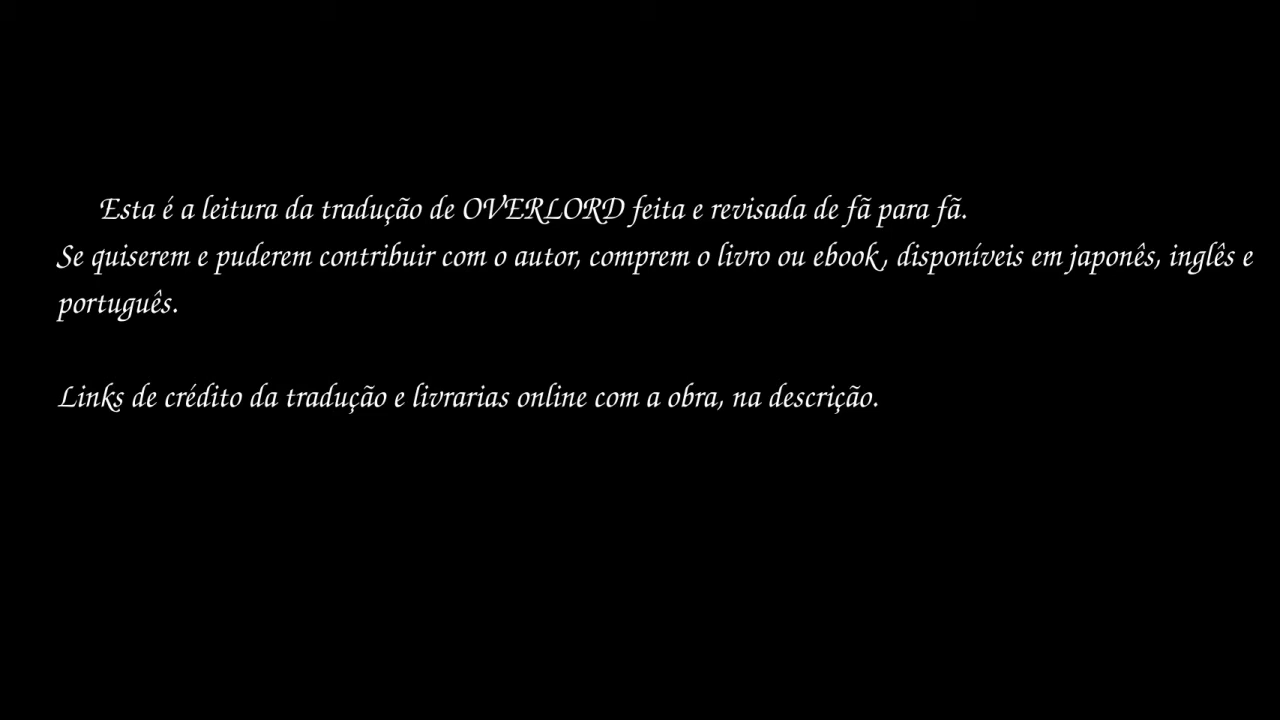 Esta é a leitura da tradução de OVERLORD feita e revisada de fã para fã.
Se quiserem e puderem contribuir com o autor, comprem o livro ou ebook, disponíveis em japonês, inglês e
português.
Links de crédito da tradução e livrarias online com a obra, na descrição.